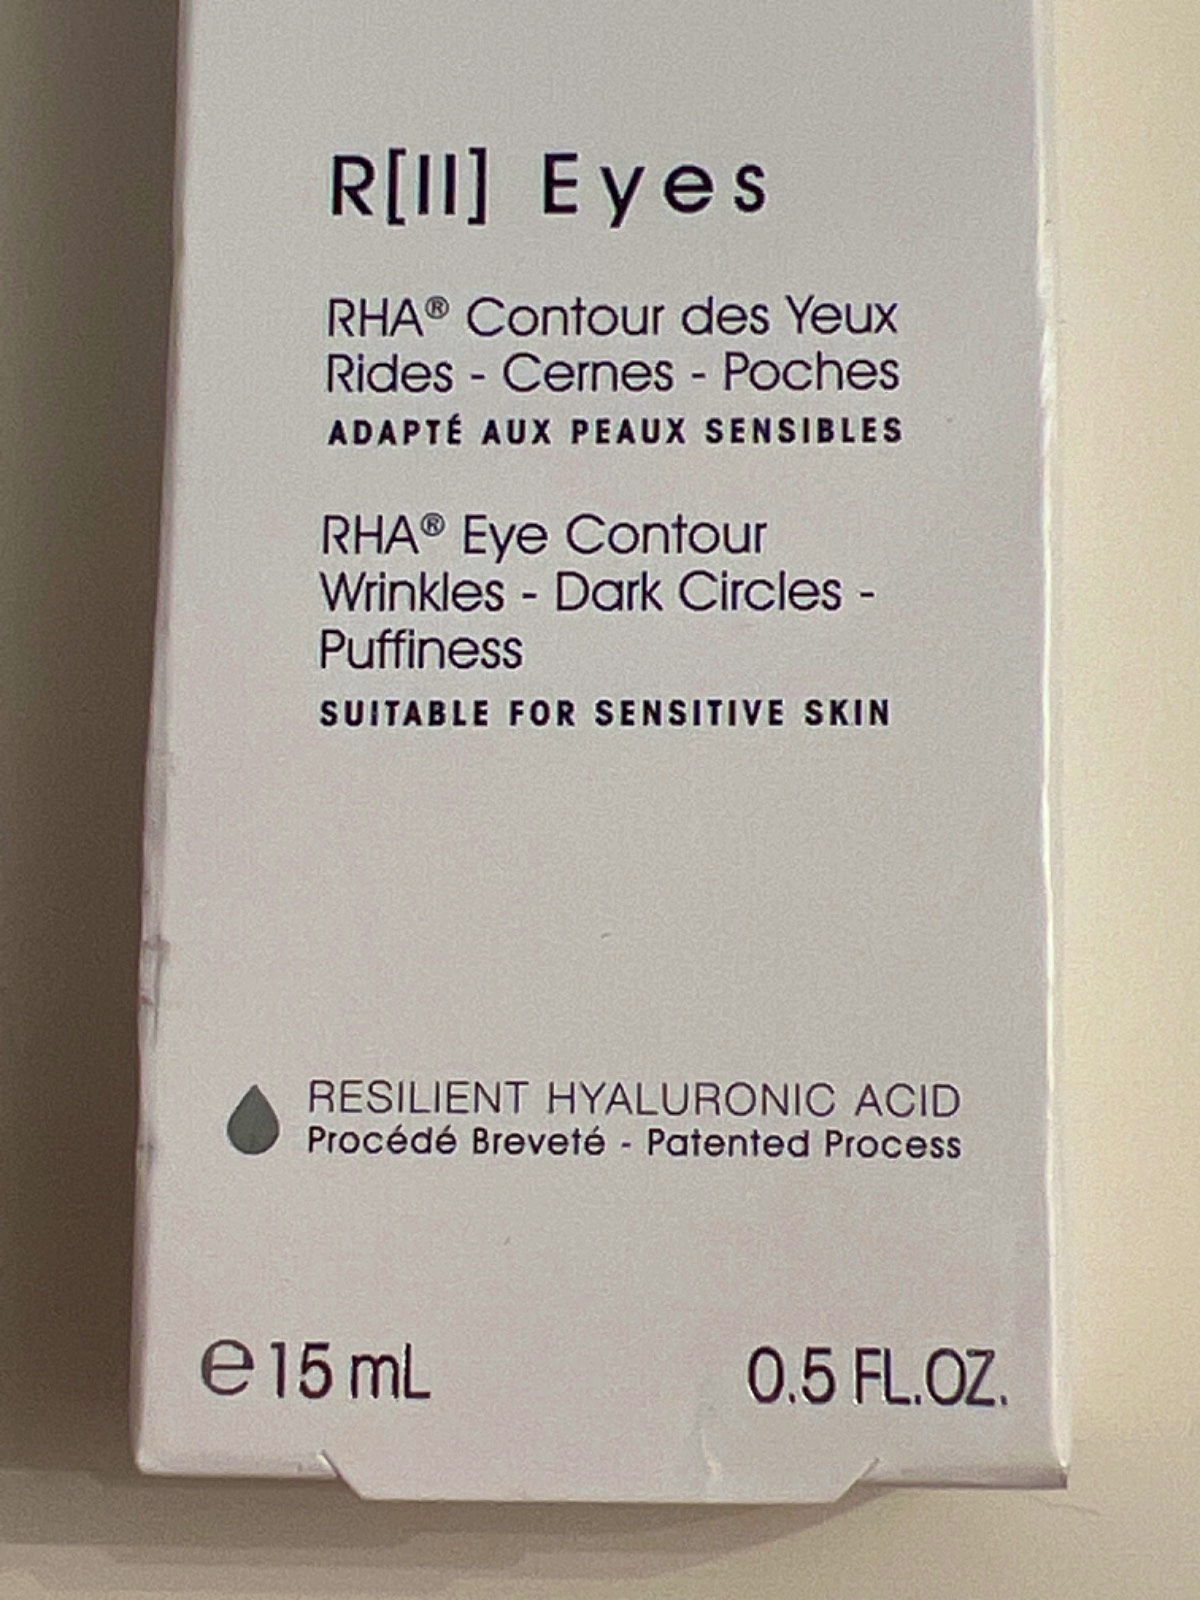 R[II] Eyes
RHA® Contour des Yeux
Rides - Cernes - Poches
ADAPTÉ AUX PEAUX SENSIBLES
RHA® Eye Contour
Wrinkles - Dark Circles -
Puffiness
SUITABLE FOR SENSITIVE SKIN
RESILIENT HYALURONIC ACID
Procédé Breveté - Patented Process
℮ 15 mL 0.5 FL.OZ.